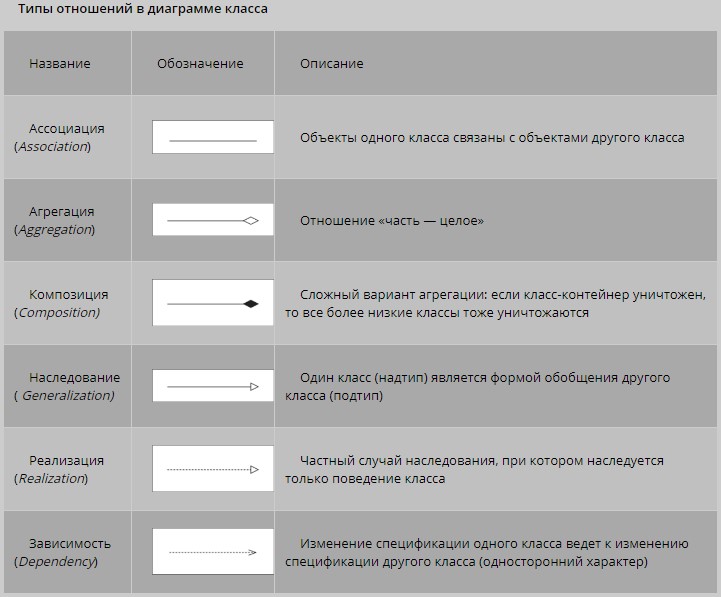 Типы отношений в диаграмме класса
Название
Обозначение
Описание
Ассоциация
(Association)
Объекты одного класса связаны с объектами другого класса
Агрегация
(Aggregation)
Отношение «часть — целое»
Композиция
(Composition)
Сложный вариант агрегации: если класс-контейнер уничтожен,
то все более низкие классы тоже уничтожаются
Наследование
( Generalization)
Один класс (надтип) является формой обобщения другого
класса (подтип)
Реализация
(Realization)
Частный случай наследования, при котором наследуется
только поведение класса
Зависимость
(Dependency)
Изменение спецификации одного класса ведет к изменению
спецификации другого класса (односторонний характер)